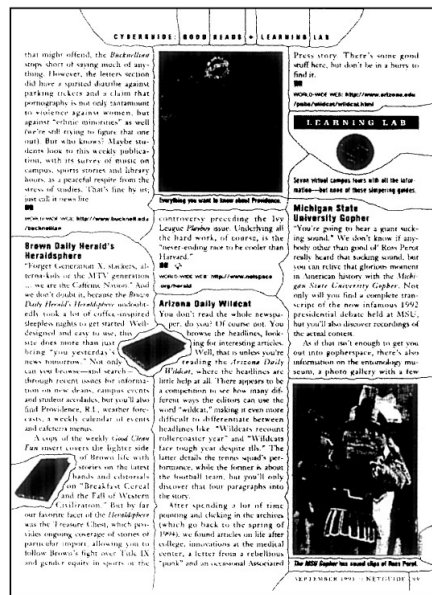 CYBERGUIDE: GOOD READS • LEARNING LAB
that might offend, the Bucknellian
stops short of saying much of any-
thing. However, the letters section
did have a spirited diatribe against
parking tickets and a claim that
pornography is not only tantamount
to violence against women, but
against "ethnic minorities" as well
(we're still trying to figure that one
out). But who knows? Maybe stu-
dents look to this weekly publica-
tion, with its survey of music on
campus, sports stories and library
hours, as a peaceful respite from the
stress of studies. That's fine by us;
just call it news lite.
WORLD-WIDE WEB: http://www.bucknell.edu
/bucknellian
Brown Daily Herald's
Heraldsphere
"Forget Generation X, slackers, al-
terna-kids or the MTV generation
... we are the Caffeine Nation." And
we don't doubt it, because the Brown
Daily Herald's Heraldsphere undoubt-
edly took a lot of coffee-inspired
sleepless nights to get started. Well-
designed and easy to use, this
site does more than just
bring "you yesterday's
news tomorrow." Not only
can you browse—and search—
through recent issues for informa-
tion on new deans, campus events
and student accolades, but you'll also
find Providence, R.I., weather fore-
casts, a weekly calendar of events
and cafeteria menus.
A copy of the weekly Good Clean
Fun insert covers the lighter side
of Brown life with
stories on the latest
bands and editorials
on "Breakfast Cereal
and the Fall of Western
Civilization." But by far
our favorite facet of the Heraldsphere
was the Treasure Chest, which pro-
vides ongoing coverage of stories of
particular import, allowing you to
follow Brown's fight over Title IX
and gender equity in sports or the
Everything you want to know about Providence.
controversy preceding the Ivy
League Playboy issue. Underlying all
the hard work, of course, is the
"never-ending race to be cooler than
Harvard."
WORLD-WIDE WEB: http://www.netspace
.org/herald
Arizona Daily Wildcat
You don't read the whole newspa-
per, do you? Of course not. You
browse the headlines, look-
ing for interesting articles.
Well, that is unless you're
reading the Arizona Daily
Wildcat, where the headlines are
little help at all. There appears to be
a competition to see how many dif-
ferent ways the editors can use the
word "wildcat," making it even more
difficult to differentiate between
headlines like "Wildcats recount
rollercoaster year" and "Wildcats
face tough year despite ills." The
latter details the tennis squad's per-
formance, while the former is about
the football team, but you'll only
discover that four paragraphs into
the story.
After spending a lot of time
pointing and clicking in the archives
(which go back to the spring of
1994), we found articles on life after
college, innovations at the medical
center, a letter from a rebellious
"punk" and an occasional Associated
Press story. There's some good
stuff here, but don't be in a hurry to
find it.
WORLD-WIDE WEB: http://www.arizona.edu
/pubs/wildcat/wildcat.html
LEARNING LAB
Seven virtual campus tours with all the infor-
mation—but none of those simpering guides.
Michigan State
University Gopher
"You're going to hear a giant suck-
ing sound." We don't know if any-
body other than good ol' Ross Perot
really heard that sucking sound, but
you can relive that glorious moment
in American history with the Michi-
gan State University Gopher. Not
only will you find a complete tran-
script of the now infamous 1992
presidential debate held at MSU,
but you'll also discover recordings of
the actual contest.
As if that isn't enough to get you
out into gopherspace, there's also
information on the entomology mu-
seum, a photo gallery with a few
The MSU Gopher has sound clips of Ross Perot.
SEPTEMBER 1995 • NETGUIDE